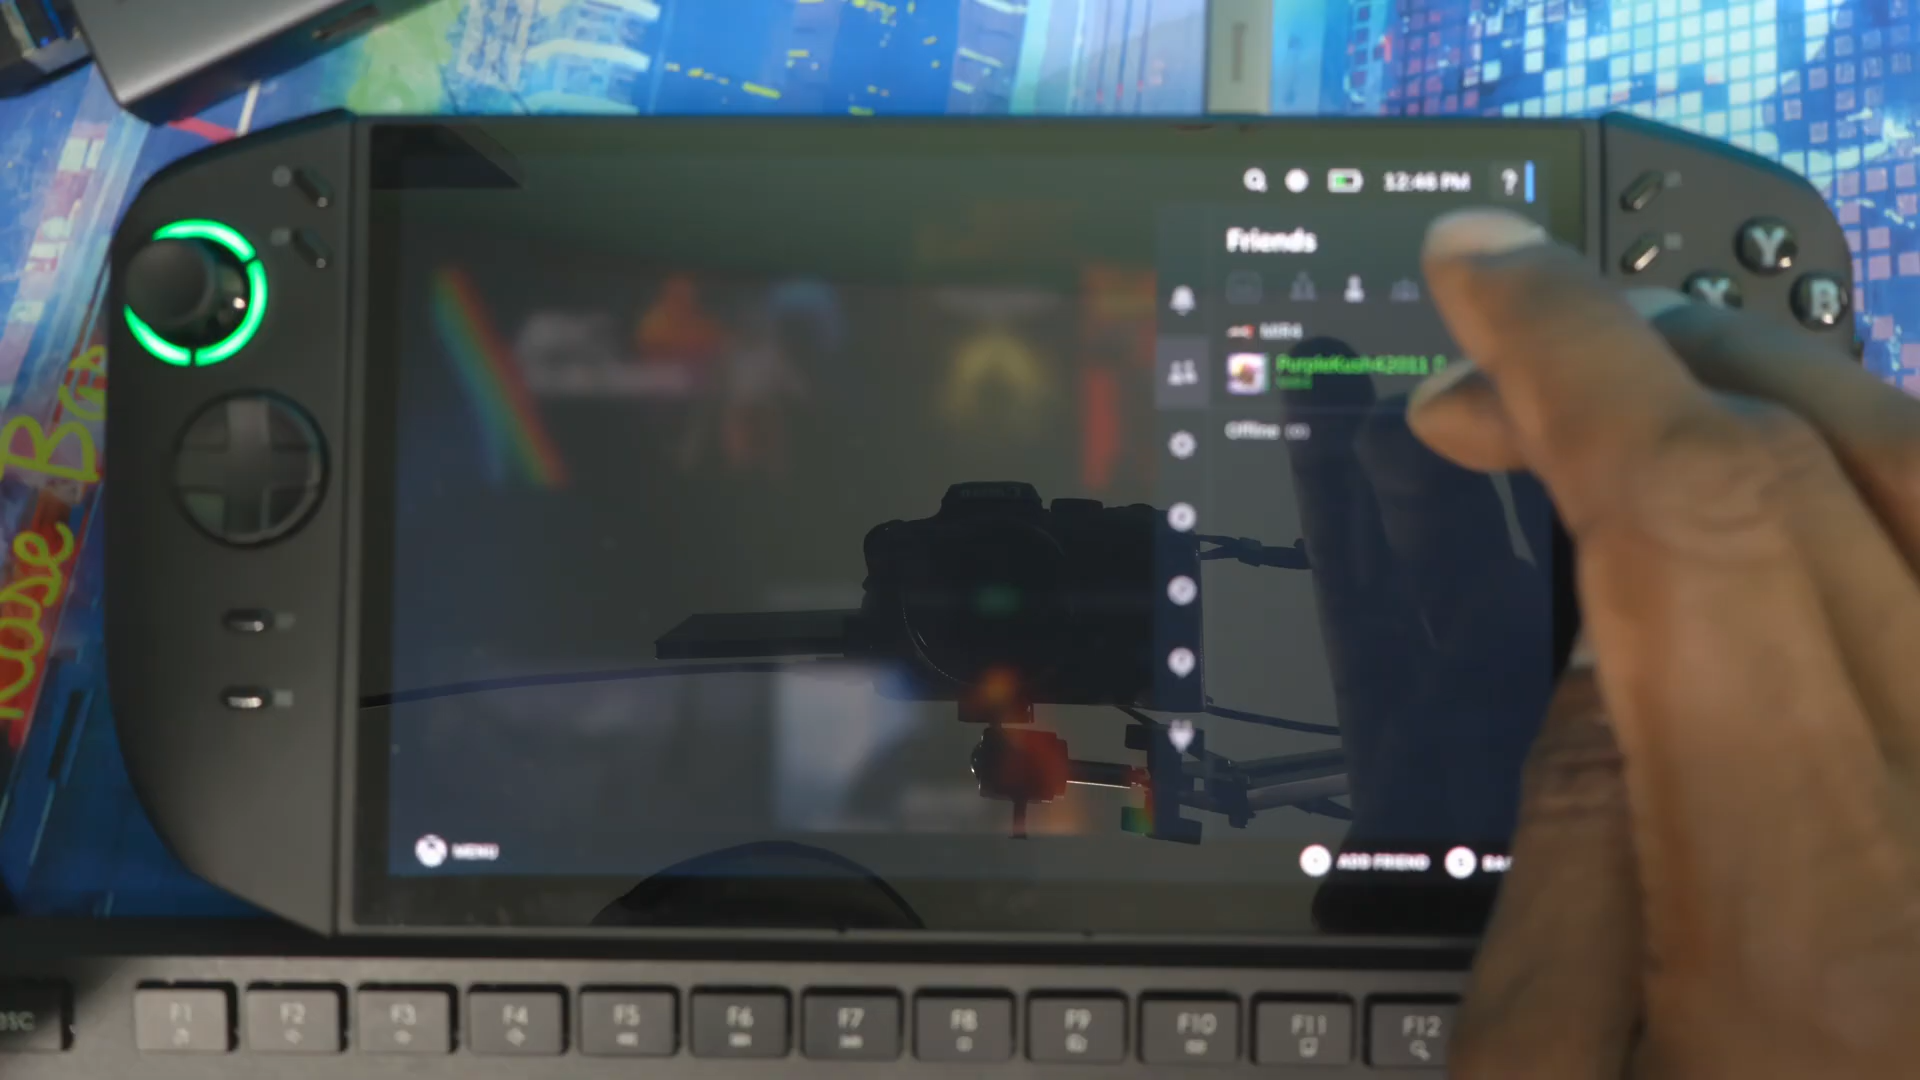 12:46 PM ?
Friends
Y
X
B
Offline (0)
MENU
ADD FRIEND
F1
F2
F3
F4
F5
F6
F7
F8
F9
F10
F11
F12